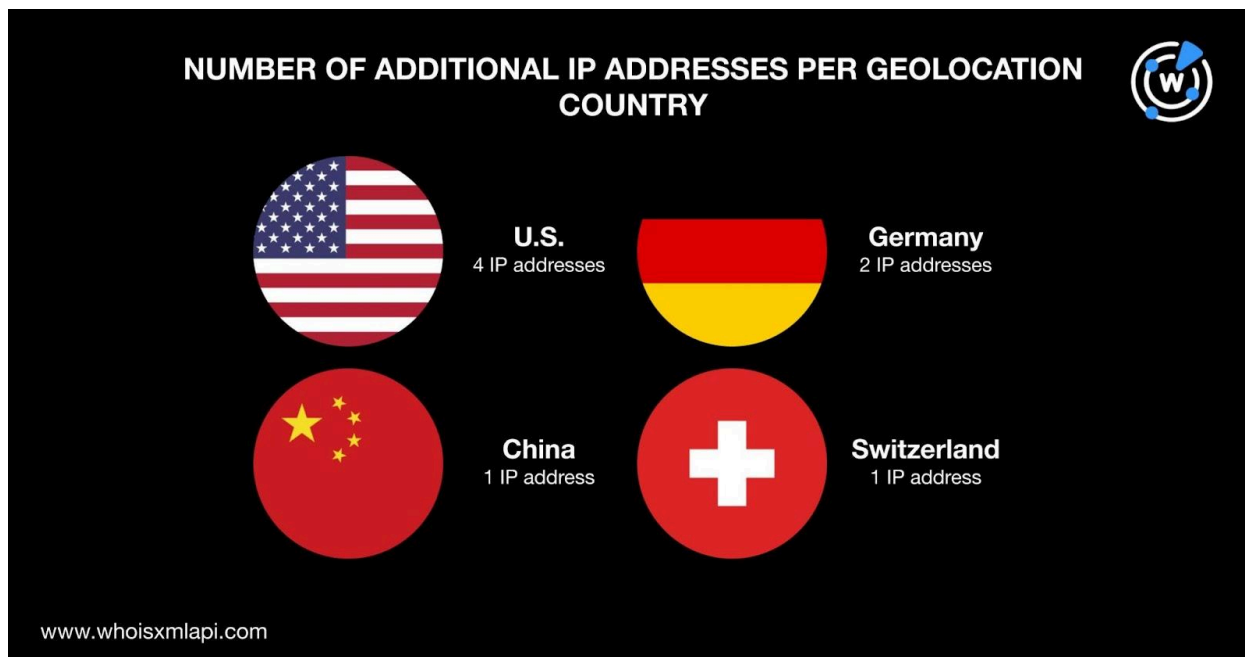 NUMBER OF ADDITIONAL IP ADDRESSES PER GEOLOCATION
COUNTRY
W
U.S.
4 IP addresses
Germany
2 IP addresses
China
1 IP address
Switzerland
1 IP address
www.whoisxmlapi.com